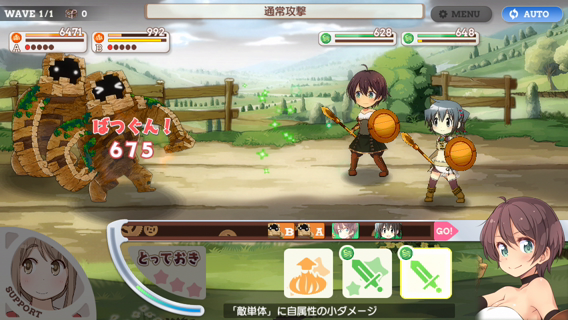 WAVE 1/1
0
通常攻撃
MENU
AUTO
6471
A
992
B
628
648
ばつぐん!
675
B
A
GO!
SUPPORT
とっておき
「敵単体」に自属性の小ダメージ